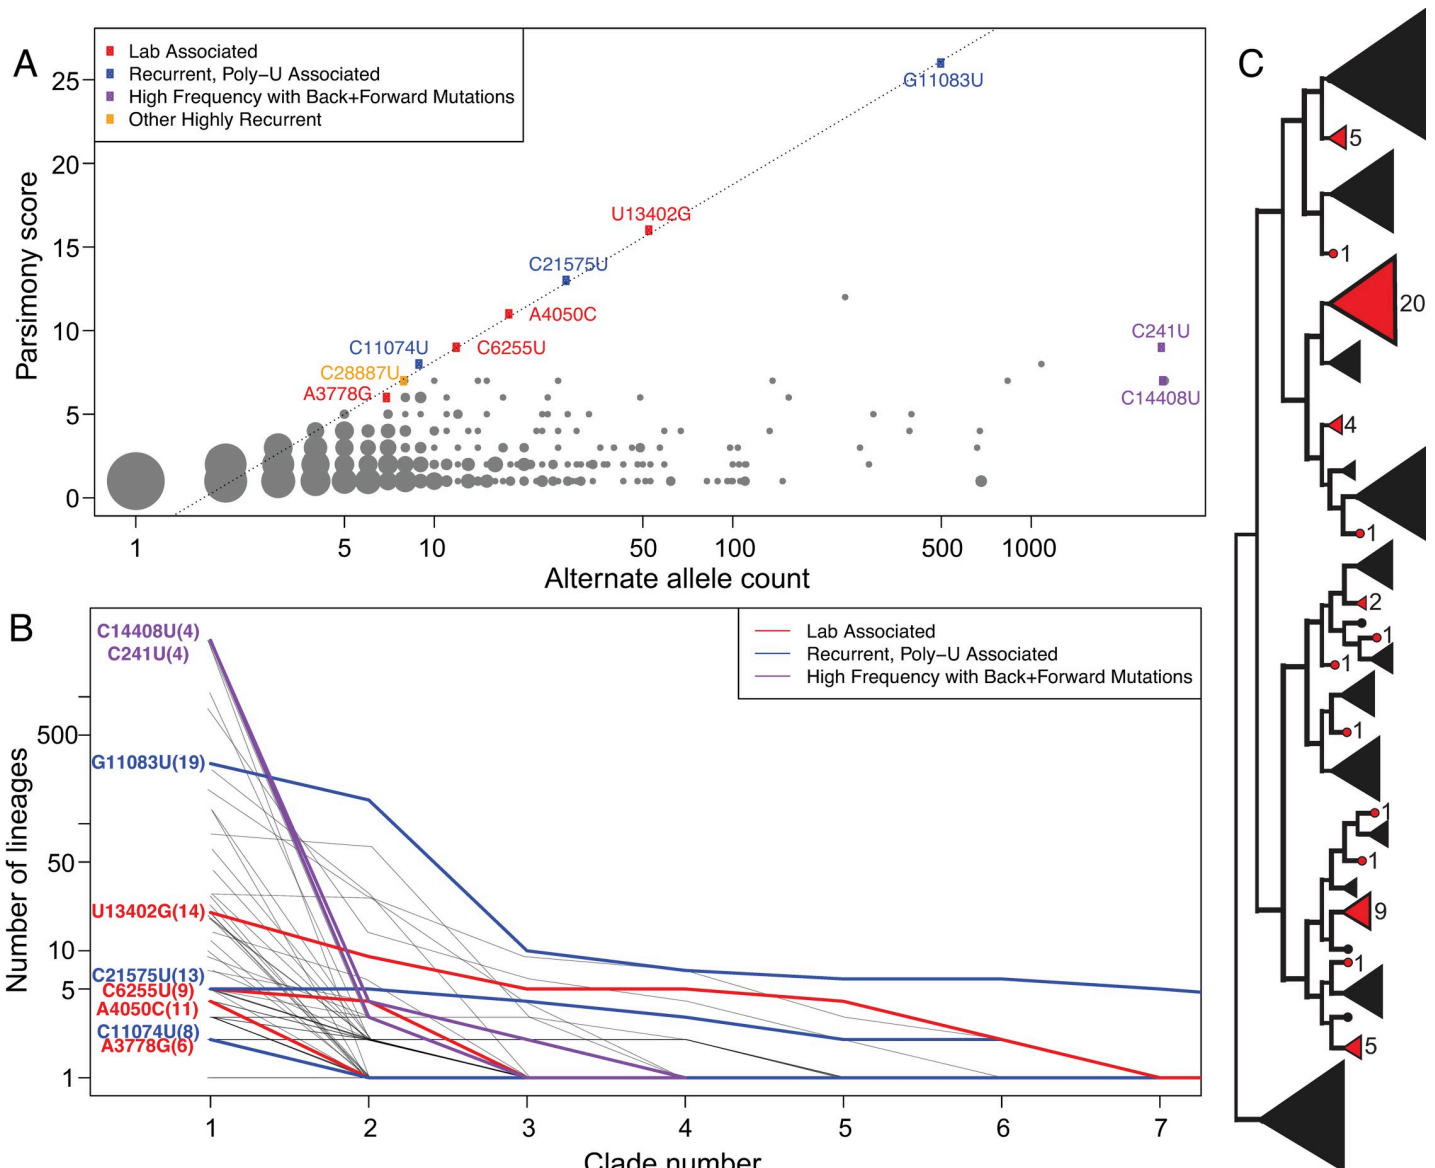 A
Lab Associated
Recurrent, Poly−U Associated
High Frequency with Back+Forward Mutations
Other Highly Recurrent
Parsimony score
25
20
15
10
5
0
G11083U
U13402G
C21575U
A4050C
C11074U
C6255U
C28887U
A3778G
C241U
C14408U
1
5
10
50
100
500
1000
Alternate allele count
B
Lab Associated
Recurrent, Poly−U Associated
High Frequency with Back+Forward Mutations
Number of lineages
500
50
10
5
1
C14408U(4)
C241U(4)
G11083U(19)
U13402G(14)
C21575U(13)
C6255U(9)
A4050C(11)
C11074U(8)
A3778G(6)
1
2
3
4
5
6
7
Clade number
C
5
1
20
4
1
2
1
1
1
1
1
9
1
5